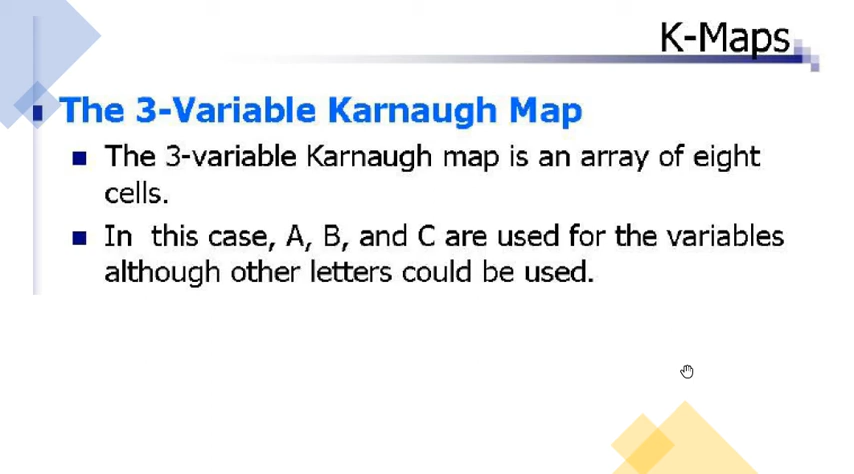 K-Maps
The 3-Variable Karnaugh Map
The 3-variable Karnaugh map is an array of eight
cells.
In this case, A, B, and C are used for the variables
although other letters could be used.